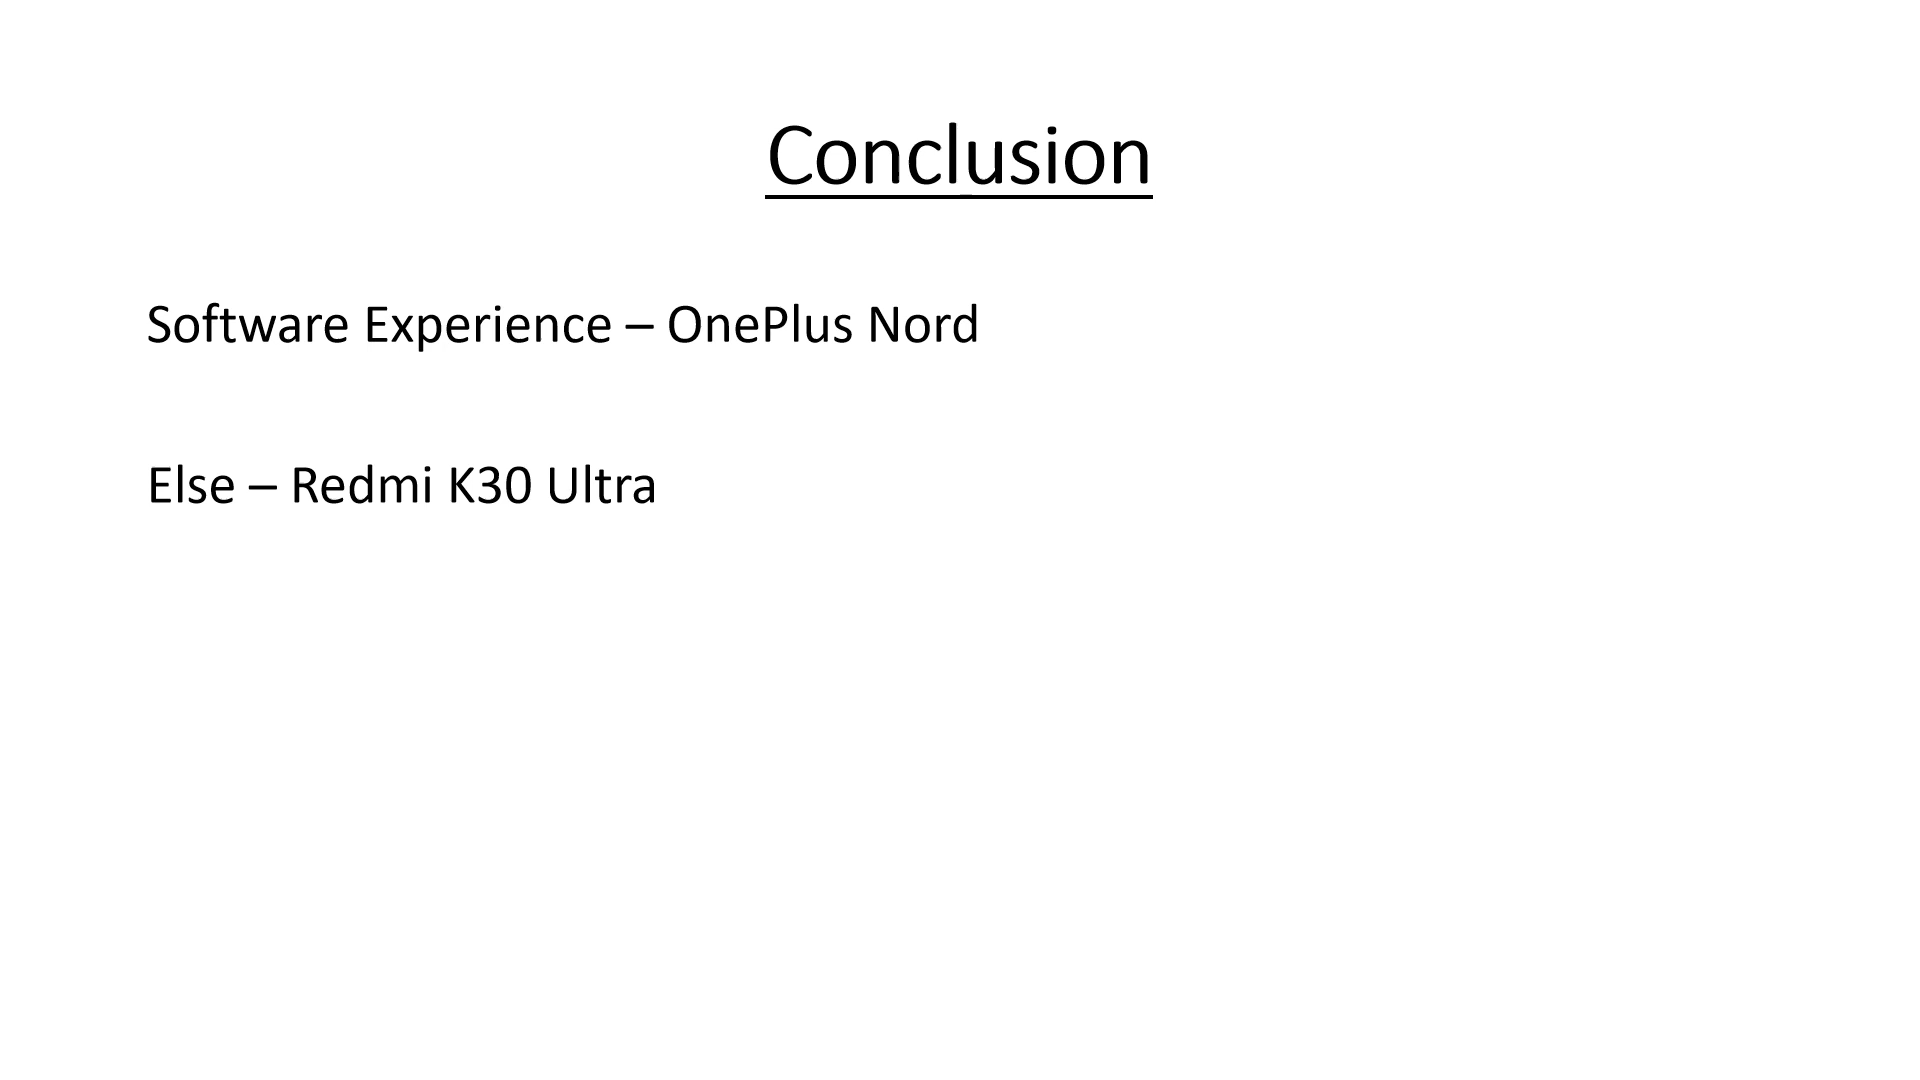 Conclusion
Software Experience – OnePlus Nord
Else – Redmi K30 Ultra